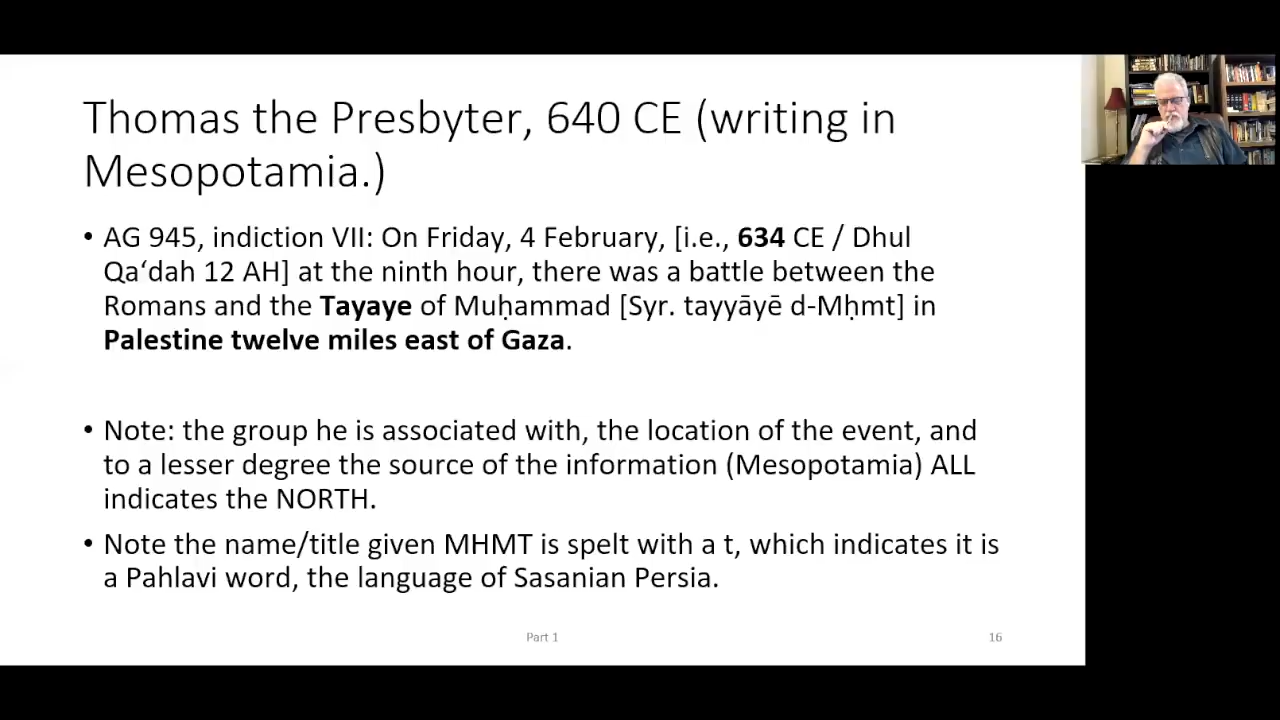 Thomas the Presbyter, 640 CE (writing in
Mesopotamia.)
• AG 945, indiction VII: On Friday, 4 February, [i.e., 634 CE / Dhul
Qa‘dah 12 AH] at the ninth hour, there was a battle between the
Romans and the Tayaye of Muḥammad [Syr. tayyāyē d-Mḥmt] in
Palestine twelve miles east of Gaza.
• Note: the group he is associated with, the location of the event, and
to a lesser degree the source of the information (Mesopotamia) ALL
indicates the NORTH.
• Note the name/title given MHMT is spelt with a t, which indicates it is
a Pahlavi word, the language of Sasanian Persia.
Part 1
16